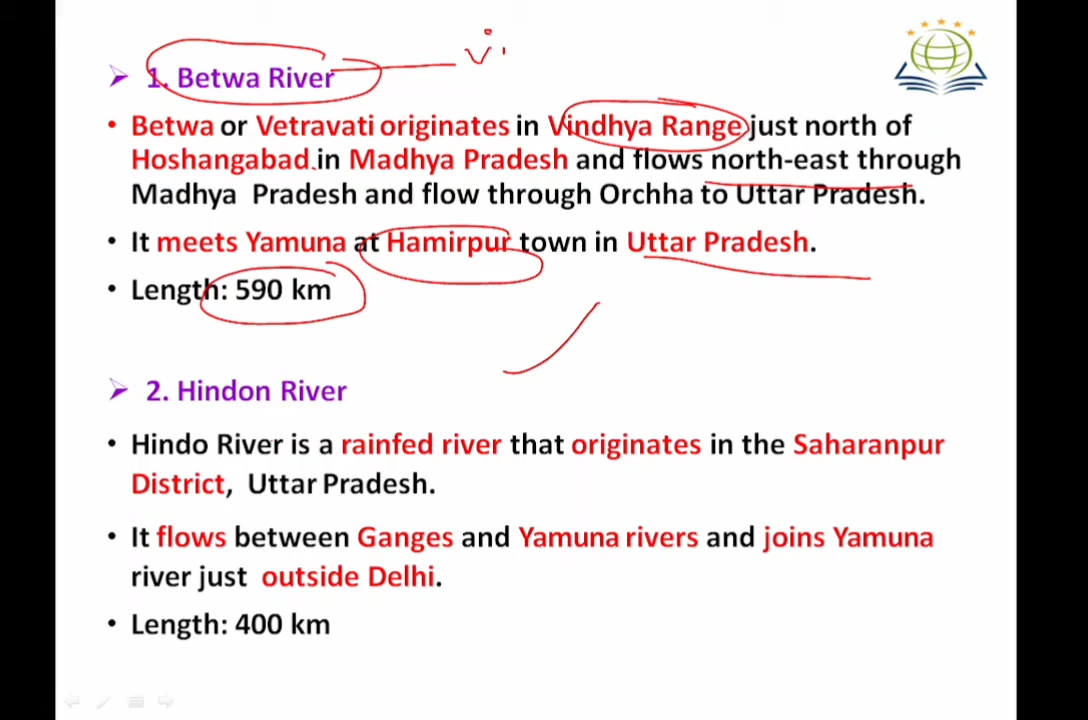 vi
➢ 1. Betwa River
• Betwa or Vetravati originates in Vindhya Range just north of
Hoshangabad.in Madhya Pradesh and flows north-east through
Madhya Pradesh and flow through Orchha to Uttar Pradesh.
• It meets Yamuna at Hamirpur town in Uttar Pradesh.
• Length: 590 km
➢ 2. Hindon River
• Hindo River is a rainfed river that originates in the Saharanpur
District, Uttar Pradesh.
• It flows between Ganges and Yamuna rivers and joins Yamuna
river just outside Delhi.
• Length: 400 km